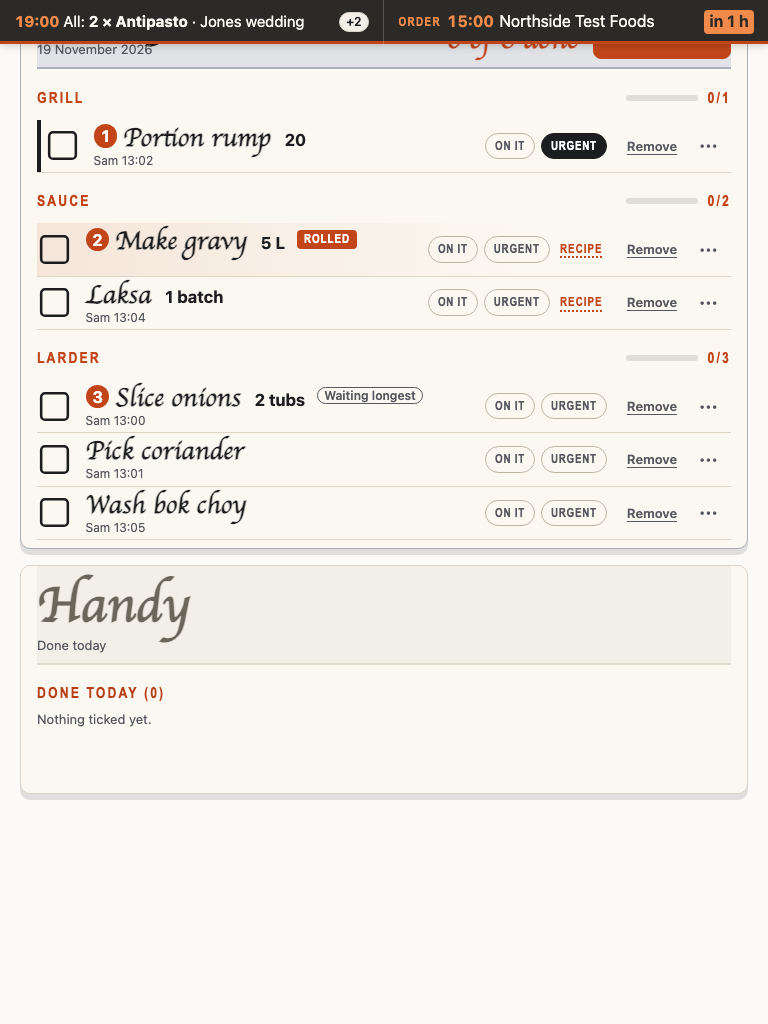 19:00 All: 2 × Antipasto · Jones wedding +2 ORDER 15:00 Northside Test Foods in 1 h
19 November 2026
GRILL 0/1
1 Portion rump 20 ON IT URGENT Remove ...
Sam 13:02
SAUCE 0/2
2 Make gravy 5 L ROLLED ON IT URGENT RECIPE Remove ...
Laksa 1 batch ON IT URGENT RECIPE Remove ...
Sam 13:04
LARDER 0/3
3 Slice onions 2 tubs Waiting longest ON IT URGENT Remove ...
Sam 13:00
Pick coriander ON IT URGENT Remove ...
Sam 13:01
Wash bok choy ON IT URGENT Remove ...
Sam 13:05
Handy
Done today
DONE TODAY (0)
Nothing ticked yet.